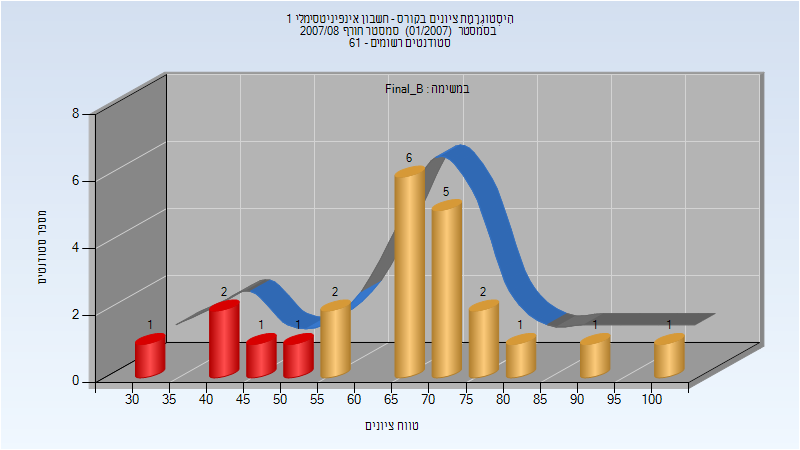 היסטוגרמת ציונים בקורס - חשבון אינפיניטסימלי 1
בסמסטר (01/2007) סמסטר חורף 2007/08
סטודנטים רשומים - 61
במשימה : Final_B
מספר סטודנטים
8
6
4
2
0
1
2
1
1
2
6
5
2
1
1
1
30 35 40 45 50 55 60 65 70 75 80 85 90 95 100
טווח ציונים